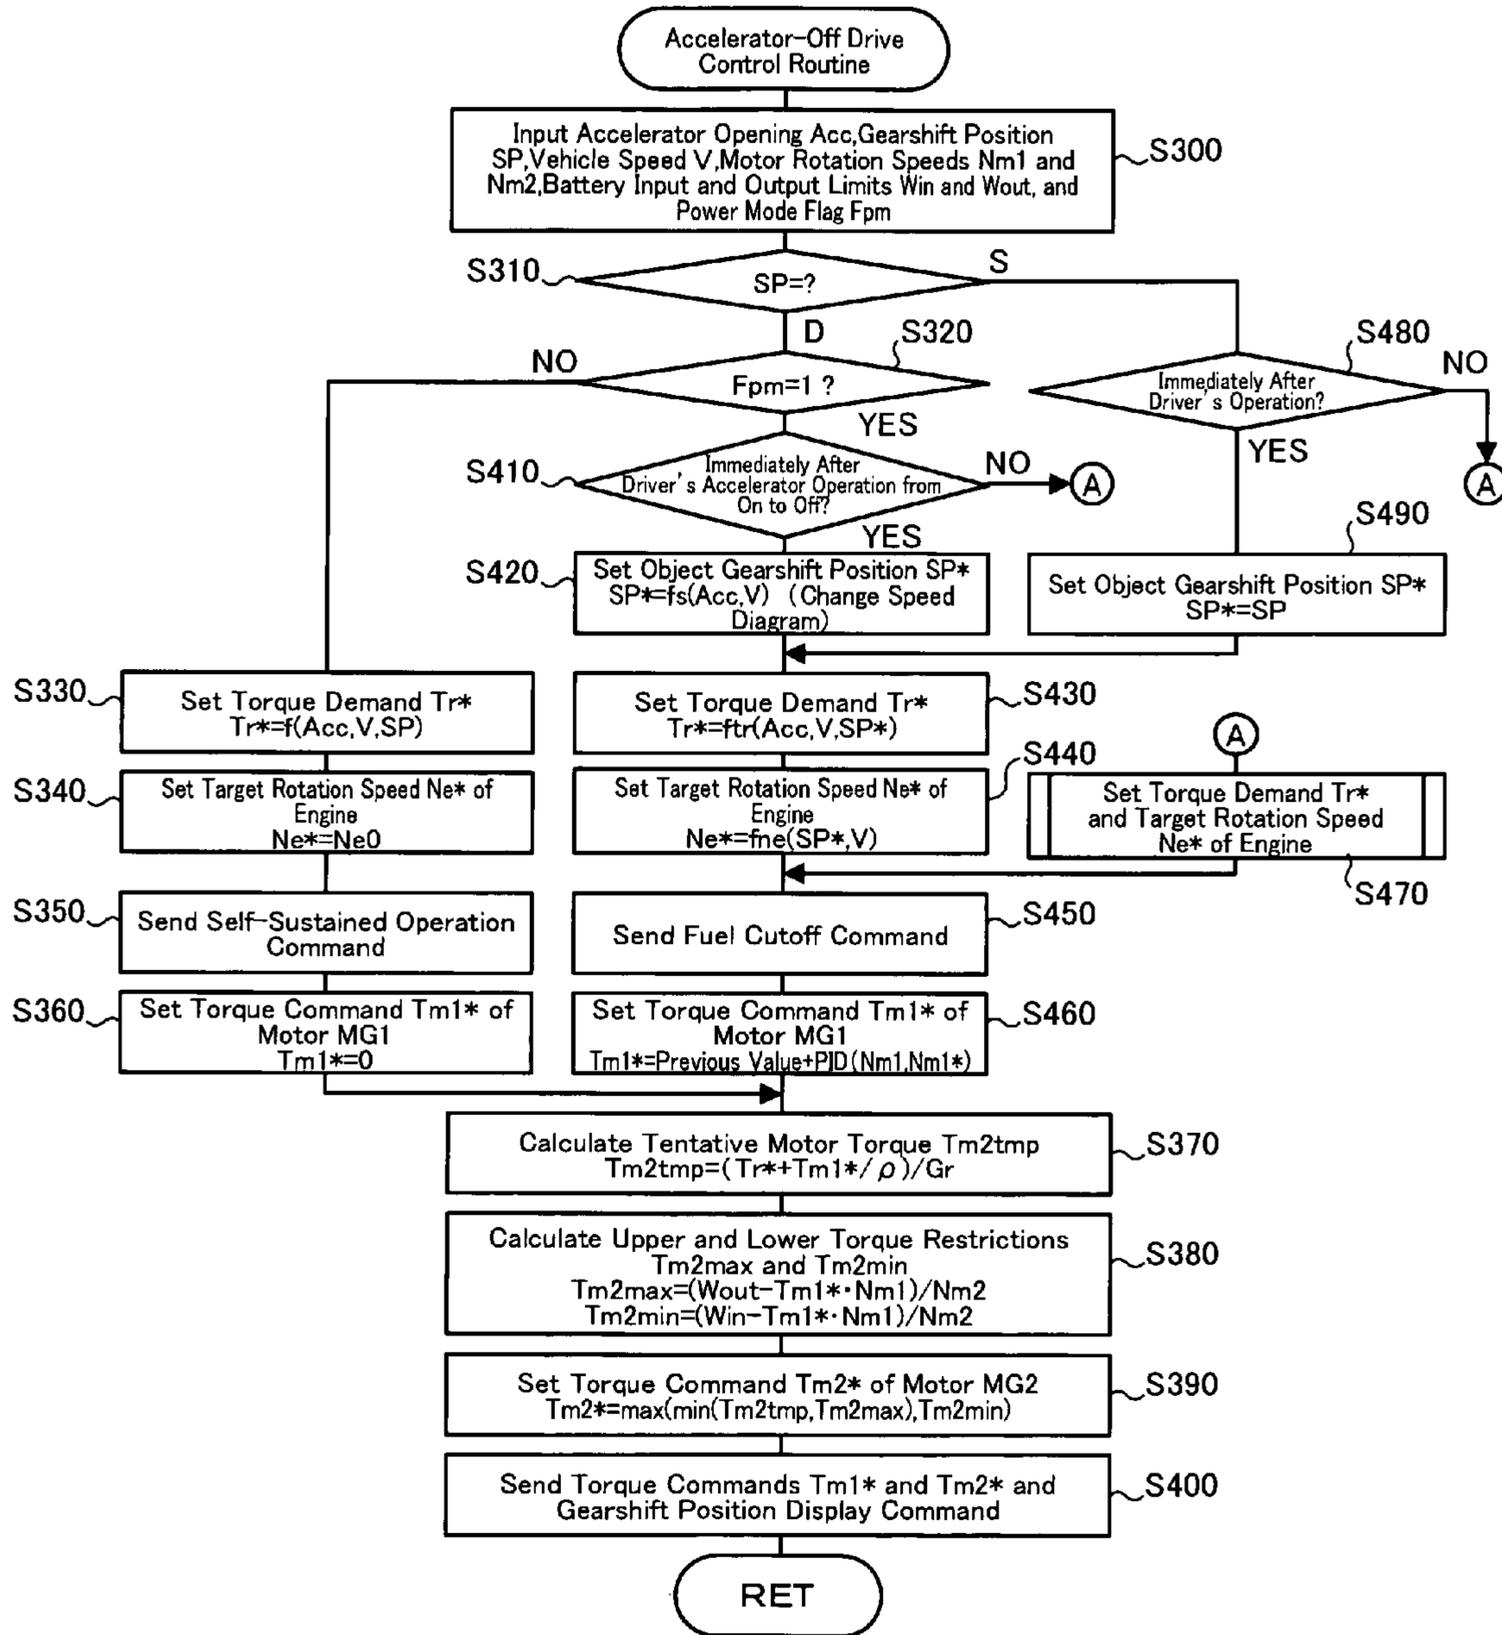 Accelerator-Off Drive
Control Routine
Input Accelerator Opening Acc,Gearshift Position
SP,Vehicle Speed V,Motor Rotation Speeds Nm1 and
Nm2,Battery Input and Output Limits Win and Wout, and
Power Mode Flag Fpm
S300
S310
SP=?
S
D
S320
NO
Fpm=1 ?
YES
S480
Immediately After
Driver's Operation?
NO
YES
A
S410
Immediately After
Driver's Accelerator Operation from
On to Off?
NO
A
YES
S420
Set Object Gearshift Position SP*
SP*=fs(Acc,V) (Change Speed
Diagram)
S490
Set Object Gearshift Position SP*
SP*=SP
S330
Set Torque Demand Tr*
Tr*=f(Acc,V,SP)
Set Torque Demand Tr*
Tr*=ftr(Acc,V,SP*)
S430
S340
Set Target Rotation Speed Ne* of
Engine
Ne*=Ne0
Set Target Rotation Speed Ne* of
Engine
Ne*=fne(SP*,V)
S440
A
Set Torque Demand Tr*
and Target Rotation Speed
Ne* of Engine
S470
S350
Send Self-Sustained Operation
Command
Send Fuel Cutoff Command
S450
S360
Set Torque Command Tm1* of
Motor MG1
Tm1*=0
Set Torque Command Tm1* of
Motor MG1
Tm1*=Previous Value+PID(Nm1,Nm1*)
S460
Calculate Tentative Motor Torque Tm2tmp
Tm2tmp=(Tr*+Tm1*/ρ)/Gr
S370
Calculate Upper and Lower Torque Restrictions
Tm2max and Tm2min
Tm2max=(Wout-Tm1*·Nm1)/Nm2
Tm2min=(Win-Tm1*·Nm1)/Nm2
S380
Set Torque Command Tm2* of Motor MG2
Tm2*=max(min(Tm2tmp,Tm2max),Tm2min)
S390
Send Torque Commands Tm1* and Tm2* and
Gearshift Position Display Command
S400
RET